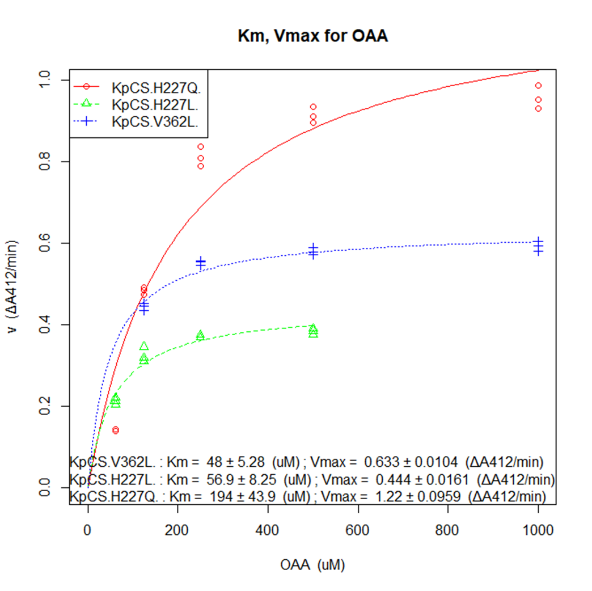 Km, Vmax for OAA
KpCS.H227Q.
KpCS.H227L.
KpCS.V362L.
v (ΔA412/min)
1.0
0.8
0.6
0.4
0.2
0.0
KpCS.V362L. : Km = 48 ± 5.28 (uM) ; Vmax = 0.633 ± 0.0104 (ΔA412/min)
KpCS.H227L. : Km = 56.9 ± 8.25 (uM) ; Vmax = 0.444 ± 0.0161 (ΔA412/min)
KpCS.H227Q. : Km = 194 ± 43.9 (uM) ; Vmax = 1.22 ± 0.0959 (ΔA412/min)
0 200 400 600 800 1000
OAA (uM)